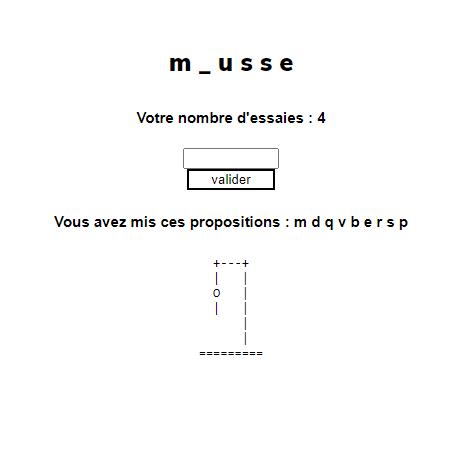 m _ u s s e
Votre nombre d'essaies : 4
valider
Vous avez mis ces propositions : m d q v b e r s p
+---+
|   |
O   |
|   |
    |
    |
=========